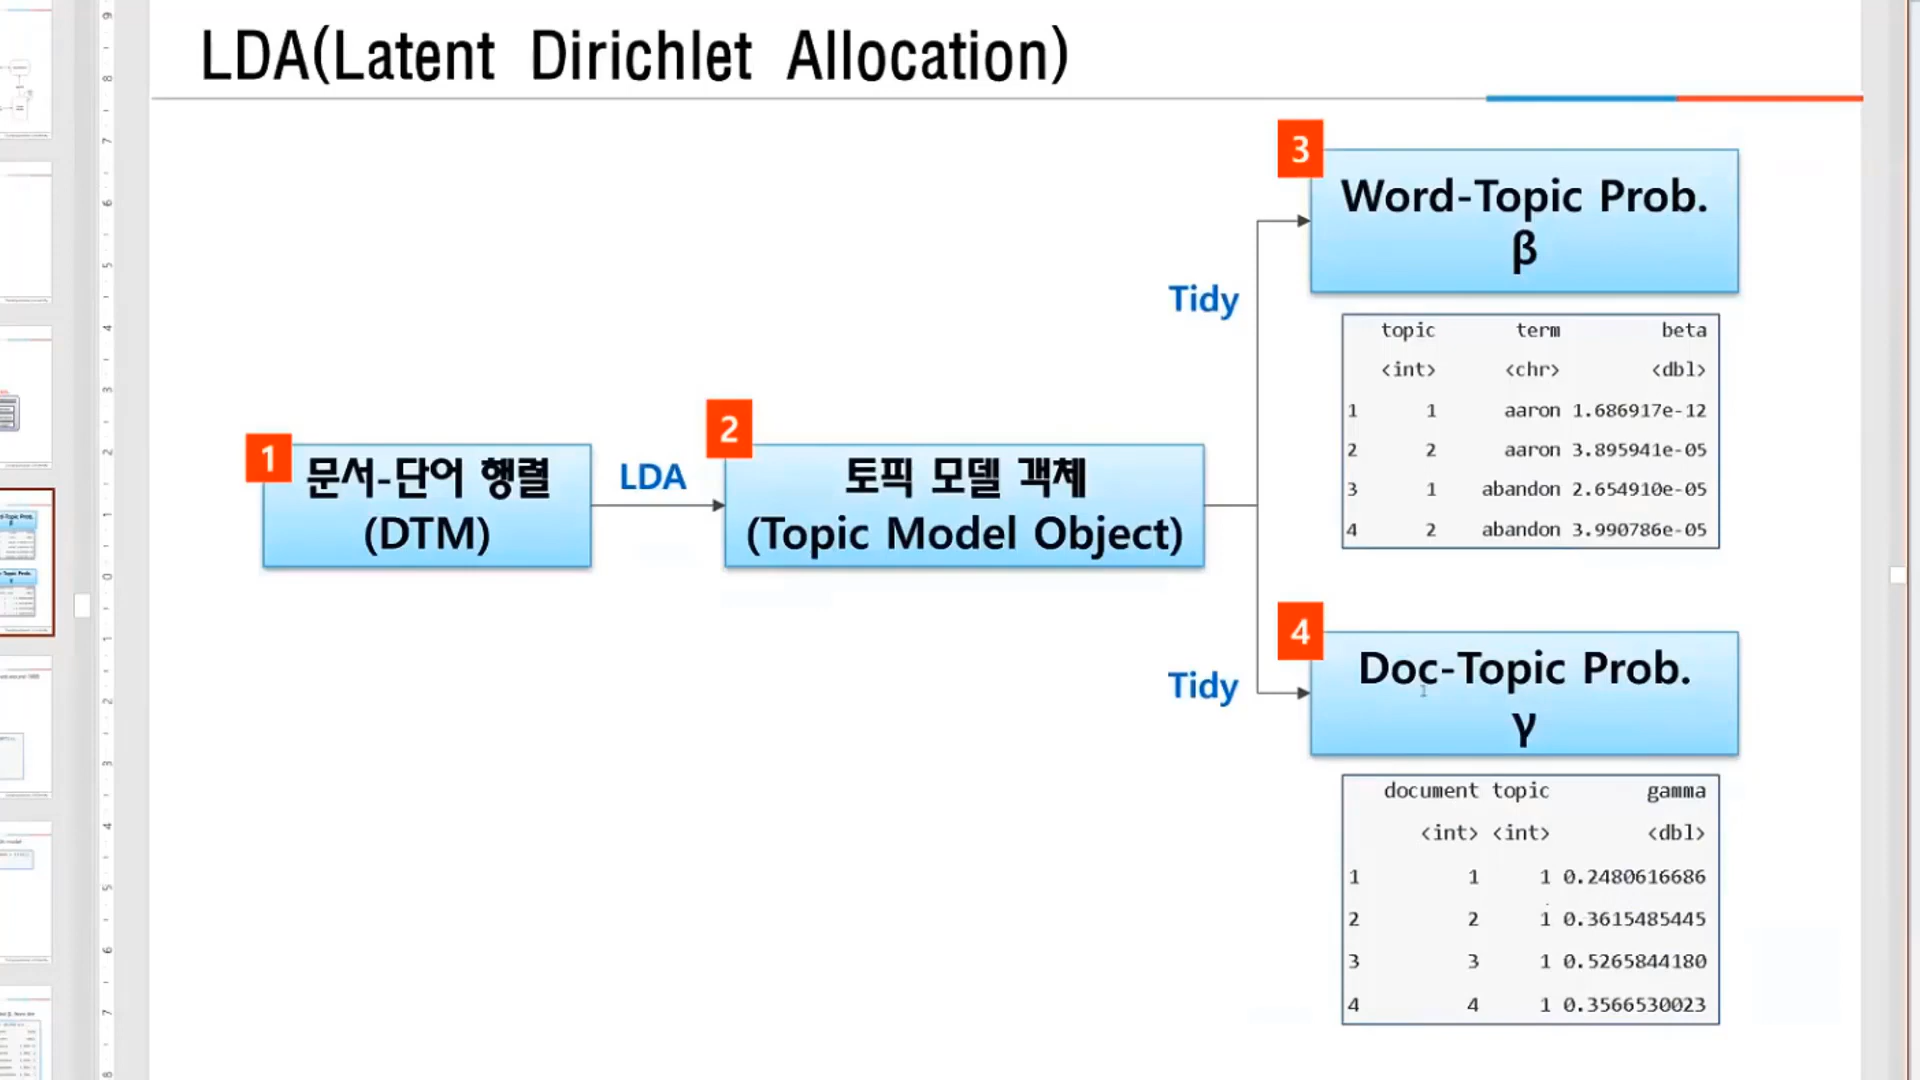 LDA(Latent Dirichlet Allocation)
1
문서-단어 행렬
(DTM)
LDA
2
토픽 모델 객체
(Topic Model Object)
Tidy
3
Word-Topic Prob.
β
topic term beta
<int> <chr> <dbl>
1 1 aaron 1.686917e-12
2 2 aaron 3.895941e-05
3 1 abandon 2.654910e-05
4 2 abandon 3.990786e-05
Tidy
4
Doc-Topic Prob.
γ
document topic gamma
<int> <int> <dbl>
1 1 1 0.2480616686
2 2 1 0.3615485445
3 3 1 0.5265844180
4 4 1 0.3566530023